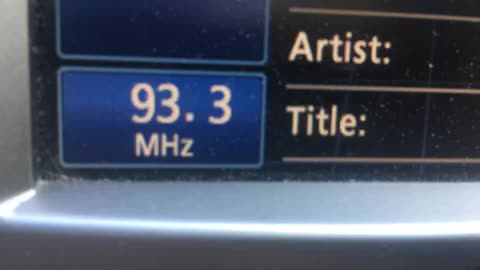 Artist:
93.3
MHz
Title: